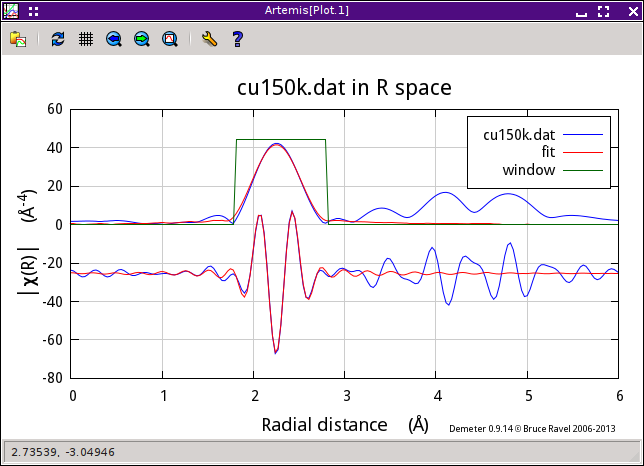 Artemis[Plot.1]
cu150k.dat in R space
cu150k.dat
fit
window
|χ(R)| (Å-4)
60
40
20
0
-20
-40
-60
-80
0 1 2 3 4 5 6
Radial distance (Å)
Demeter 0.9.14 © Bruce Ravel 2006-2013
2.73539, -3.04946